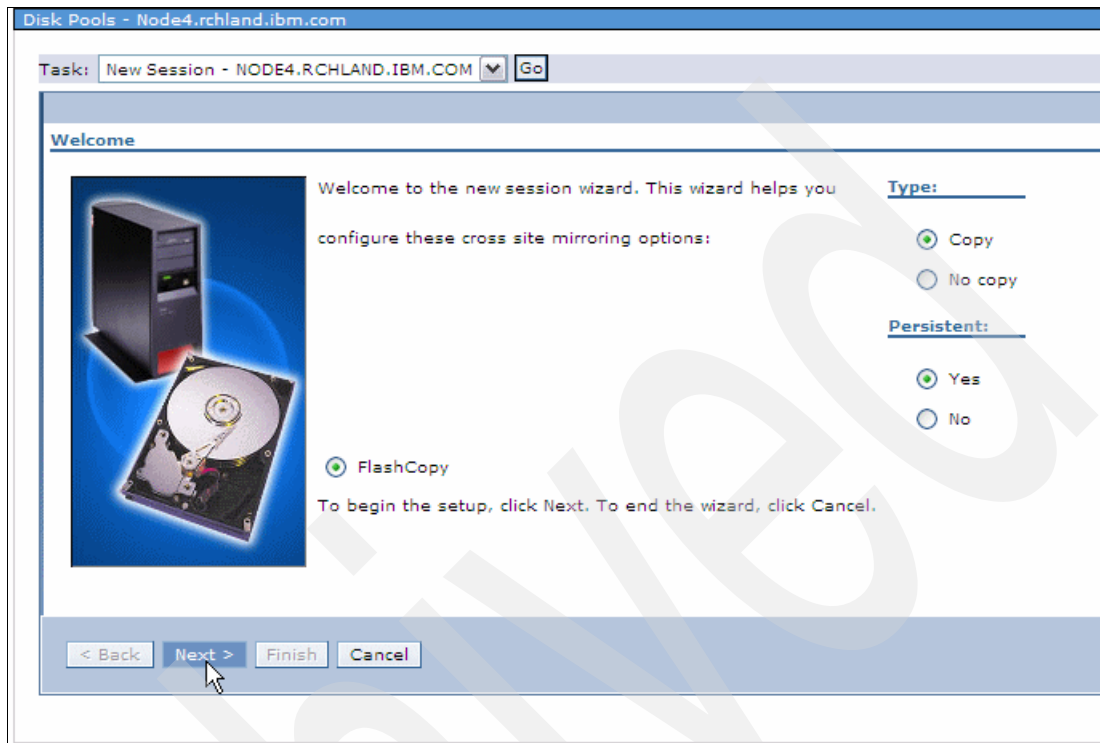 Disk Pools - Node4.rchland.ibm.com
Task: New Session - NODE4.RCHLAND.IBM.COM Go
Welcome
Welcome to the new session wizard. This wizard helps you
configure these cross site mirroring options:
Type:
Copy
No copy
Persistent:
Yes
No
FlashCopy
To begin the setup, click Next. To end the wizard, click Cancel.
< Back Next > Finish Cancel
hived